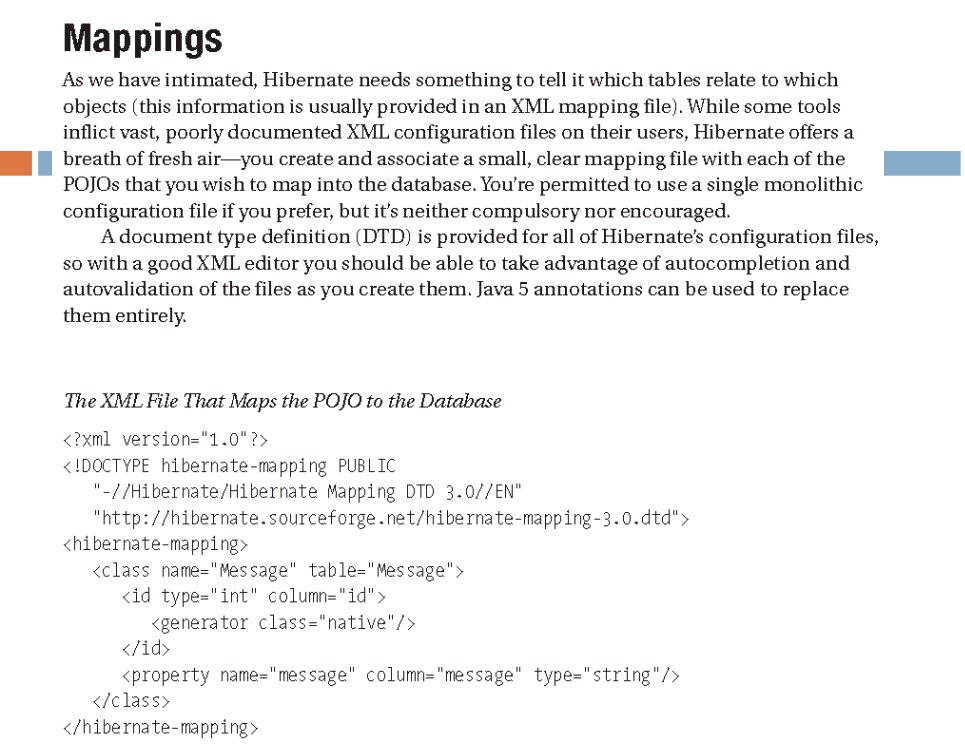 Mappings
As we have intimated, Hibernate needs something to tell it which tables relate to which
objects (this information is usually provided in an XML mapping file). While some tools
inflict vast, poorly documented XML configuration files on their users, Hibernate offers a
breath of fresh air—you create and associate a small, clear mapping file with each of the
POJOs that you wish to map into the database. You’re permitted to use a single monolithic
configuration file if you prefer, but it’s neither compulsory nor encouraged.
A document type definition (DTD) is provided for all of Hibernate’s configuration files,
so with a good XML editor you should be able to take advantage of autocompletion and
autovalidation of the files as you create them. Java 5 annotations can be used to replace
them entirely.
The XML File That Maps the POJO to the Database
<?xml version="1.0"?>
<!DOCTYPE hibernate-mapping PUBLIC
"-//Hibernate/Hibernate Mapping DTD 3.0//EN"
"http://hibernate.sourceforge.net/hibernate-mapping-3.0.dtd">
<hibernate-mapping>
<class name="Message" table="Message">
<id type="int" column="id">
<generator class="native"/>
</id>
<property name="message" column="message" type="string"/>
</class>
</hibernate-mapping>